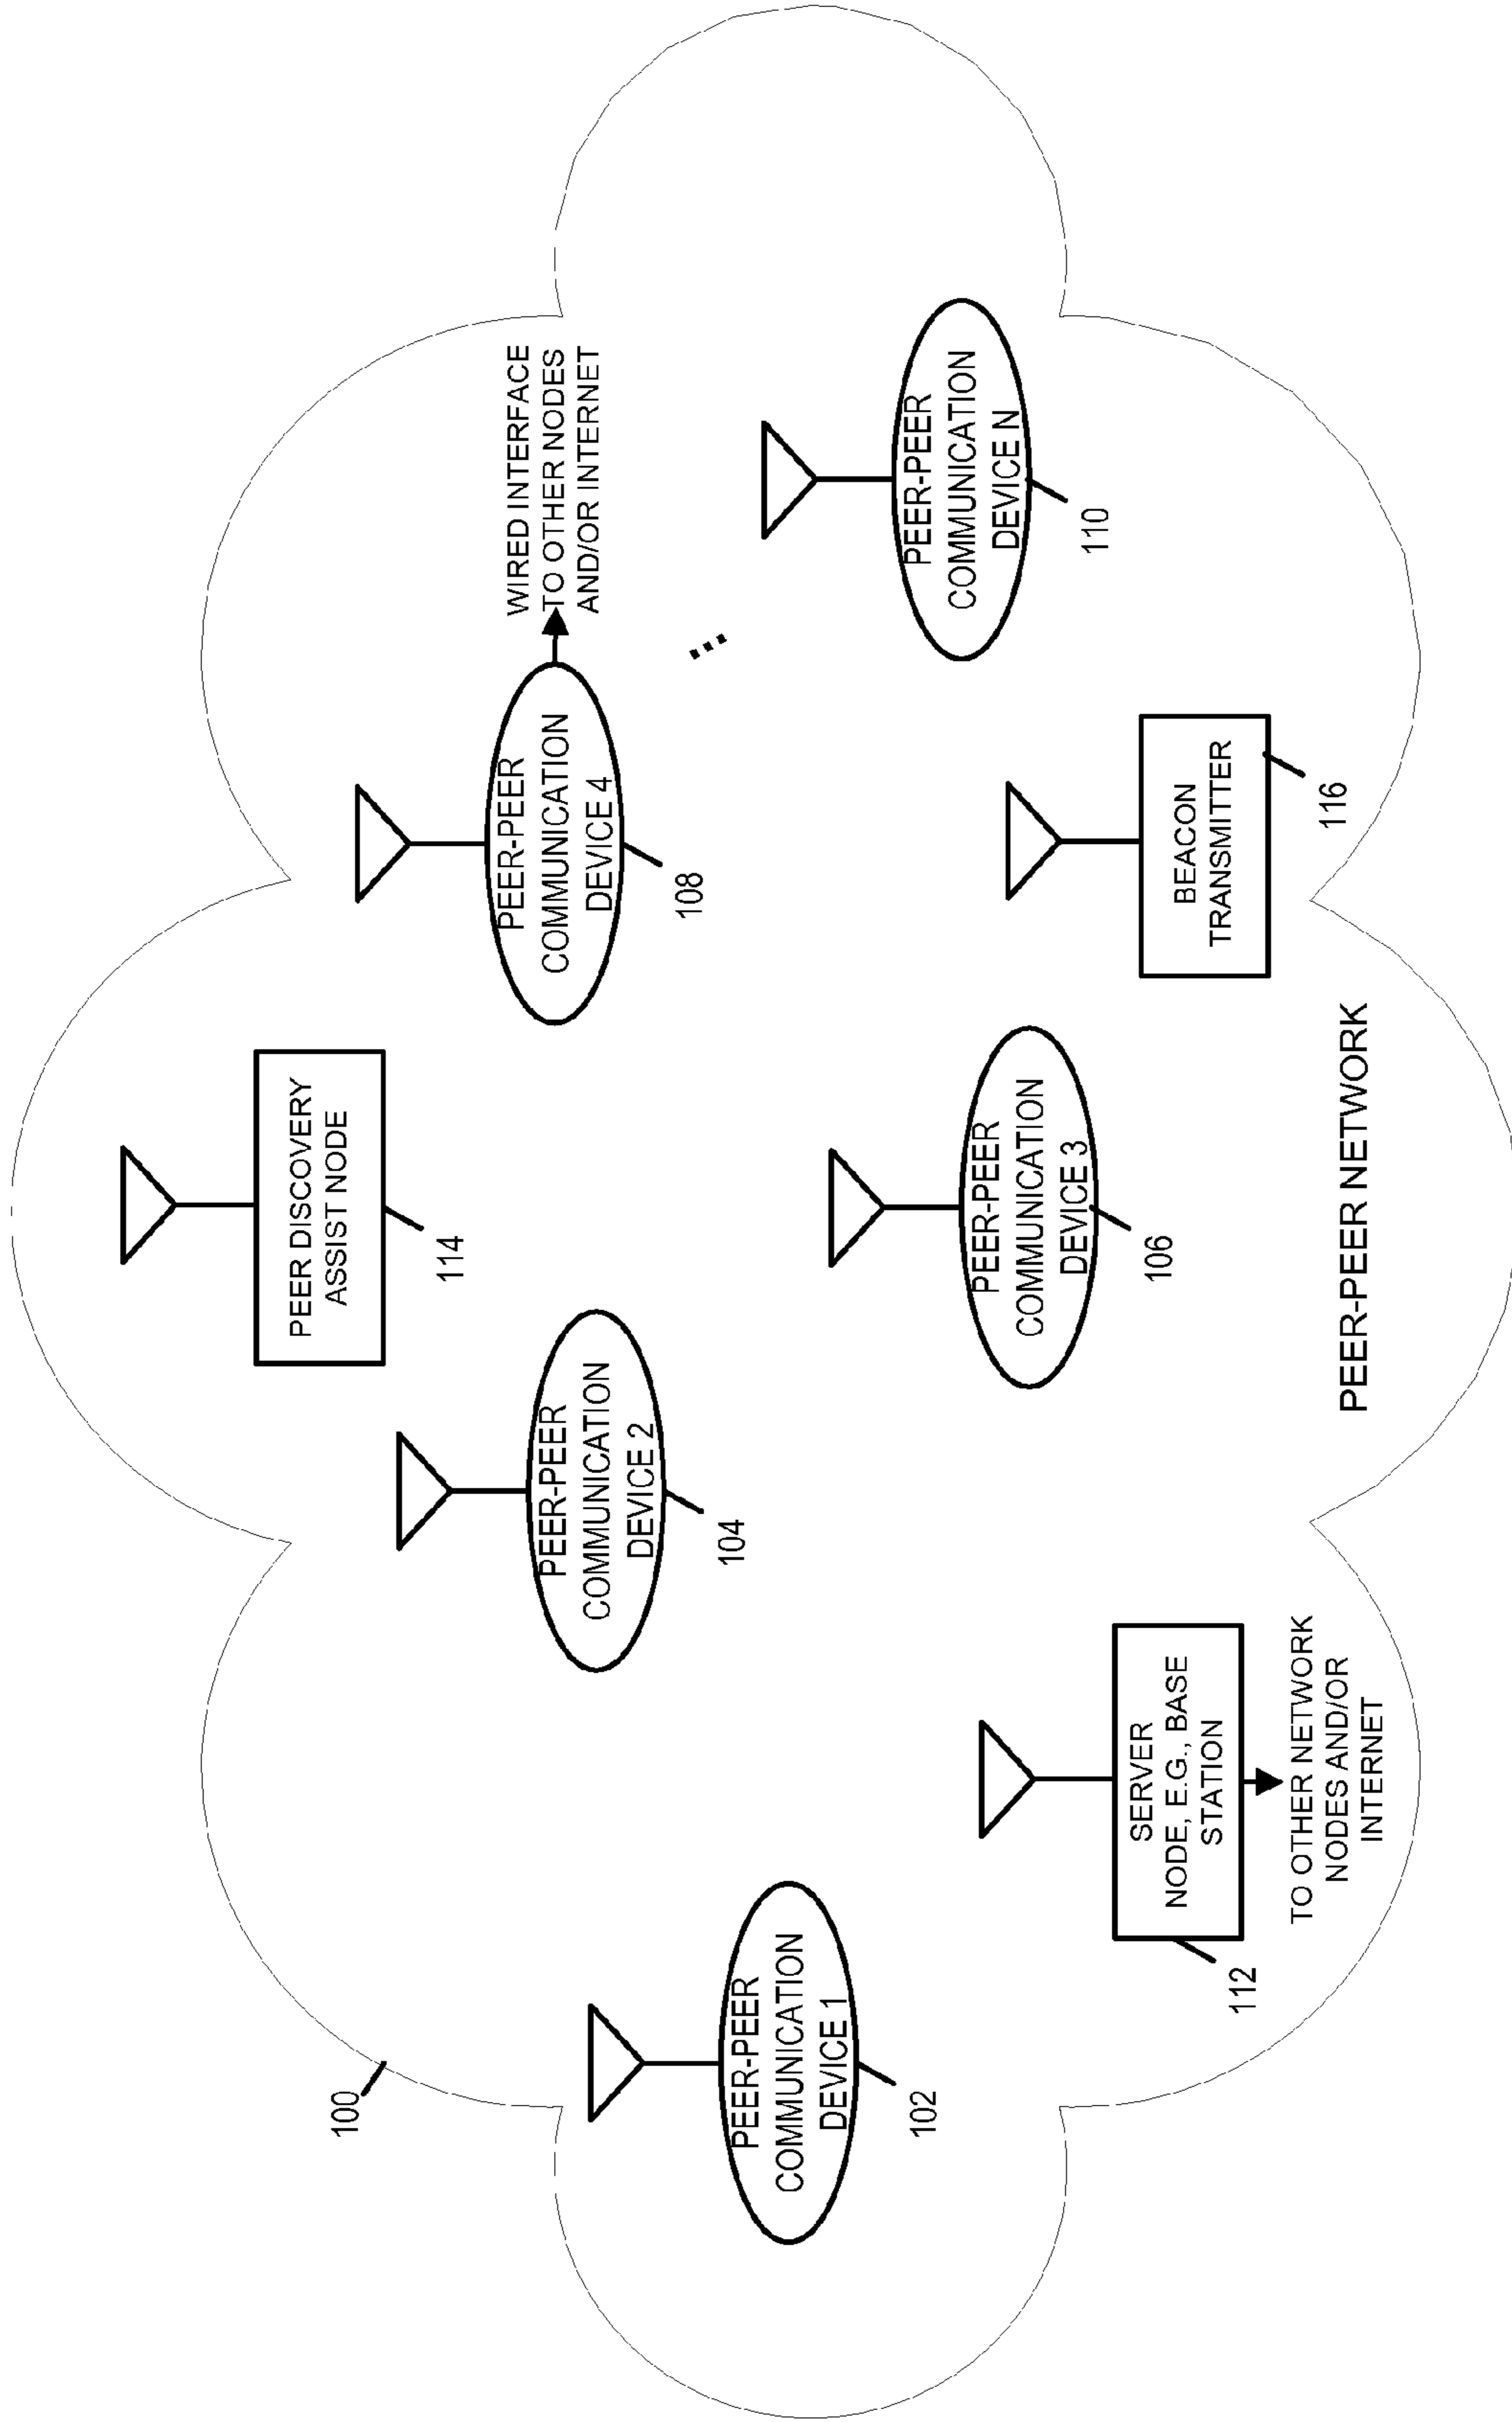 100
PEER DISCOVERY
ASSIST NODE
114
WIRED INTERFACE
TO OTHER NODES
AND/OR INTERNET
PEER-PEER
COMMUNICATION
DEVICE 4
108
PEER-PEER
COMMUNICATION
DEVICE 2
104
PEER-PEER
COMMUNICATION
DEVICE 1
102
PEER-PEER
COMMUNICATION
DEVICE N
110
PEER-PEER
COMMUNICATION
DEVICE 3
106
SERVER
NODE, E.G., BASE
STATION
112
TO OTHER NETWORK
NODES AND/OR
INTERNET
BEACON
TRANSMITTER
116
PEER-PEER NETWORK